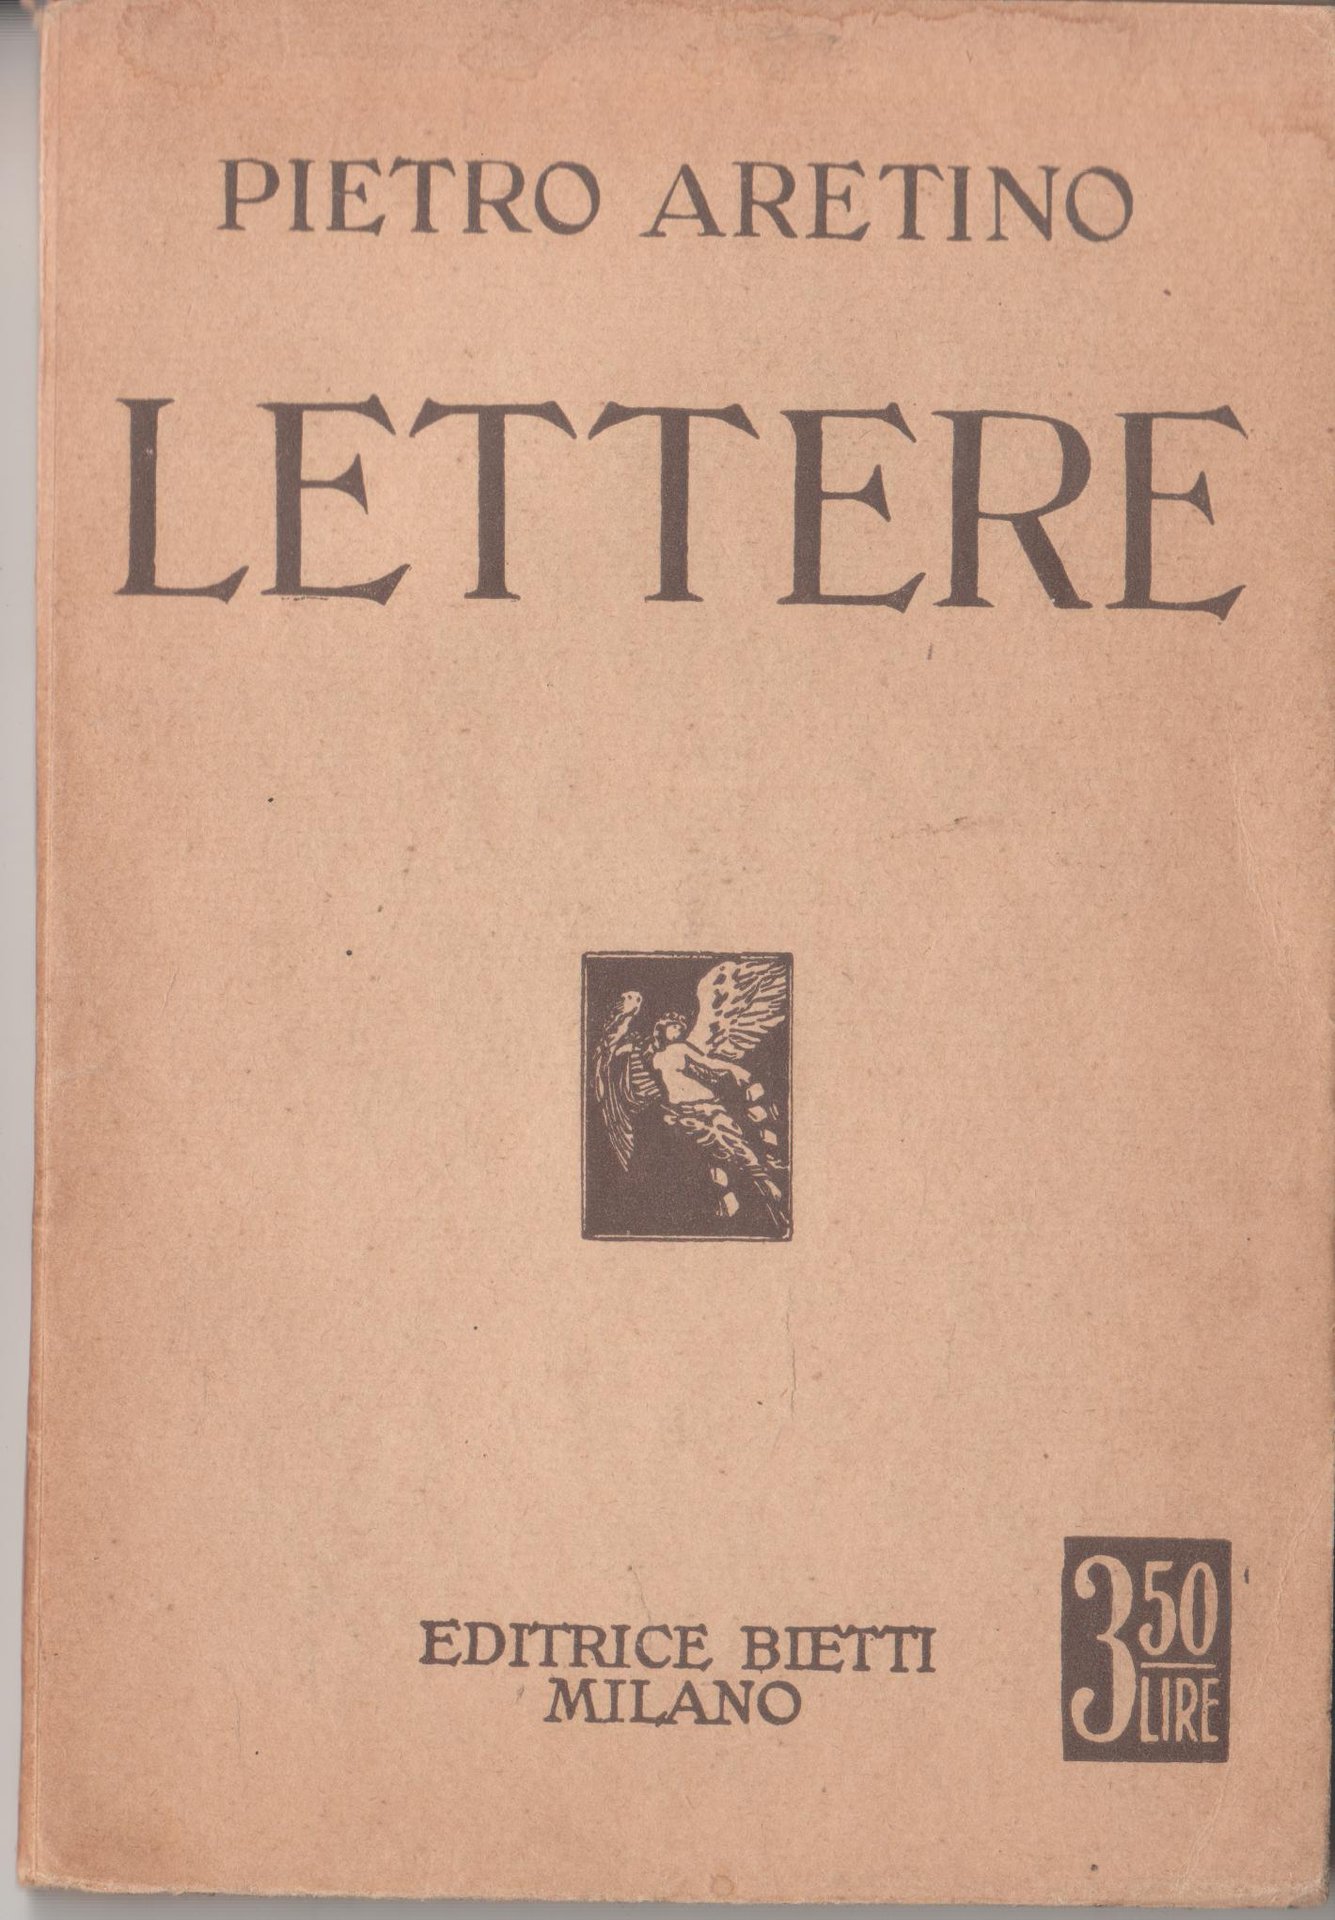 PIETRO ARETINO
LETTERE
EDITRICE BIETTI
MILANO
3 50
LIRE